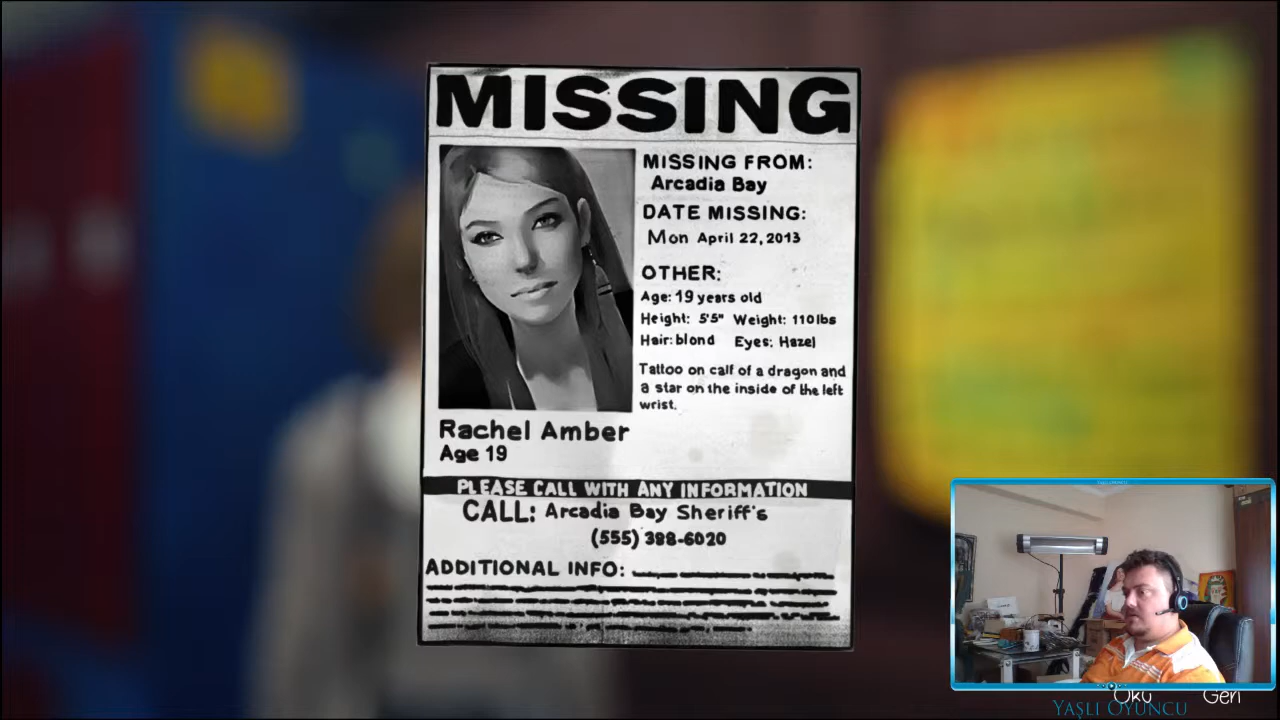 MISSING
MISSING FROM:
Arcadia Bay
DATE MISSING:
Mon April 22, 2013
OTHER:
Age: 19 years old
Height: 5'5" Weight: 110lbs
Hair: blond Eyes: Hazel
Tattoo on calf of a dragon and
a star on the inside of the left
wrist.
Rachel Amber
Age 19
PLEASE CALL WITH ANY INFORMATION
CALL: Arcadia Bay Sheriff's
(555) 398-6020
ADDITIONAL INFO:
Oku Geri
YAŞLI OYUNCU